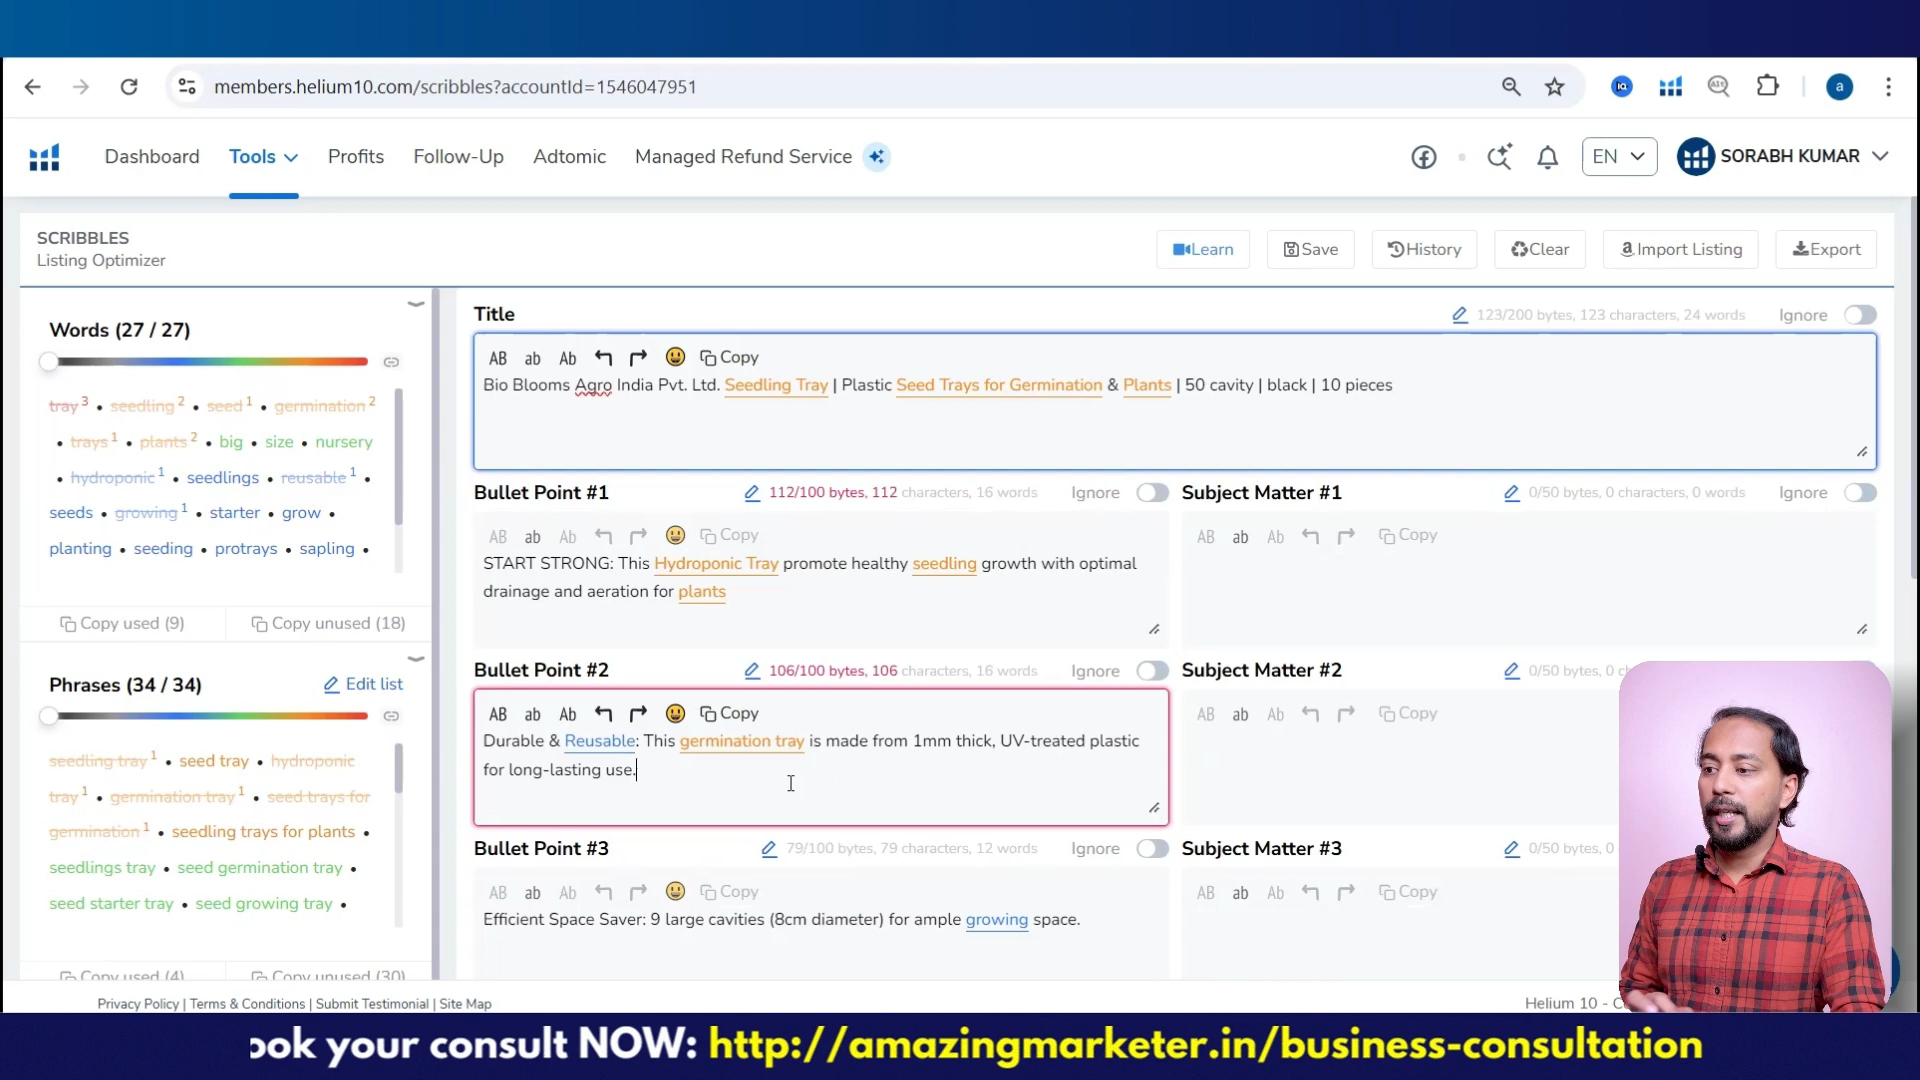 members.helium10.com/scribbles?accountId=1546047951
a
Dashboard Tools Profits Follow-Up Adtomic Managed Refund Service EN SORABH KUMAR
SCRIBBLES
Listing Optimizer
Learn Save History Clear Import Listing Export
Words (27 / 27)
tray 3 • seedling 2 • seed 1 • germination 2
• trays 1 • plants 2 • big • size • nursery
• hydroponic 1 • seedlings • reusable 1 •
seeds • growing 1 • starter • grow •
planting • seeding • protrays • sapling •
Copy used (9) Copy unused (18)
Phrases (34 / 34) Edit list
seedling tray 1 • seed tray • hydroponic
tray 1 • germination tray 1 • seed trays for
germination 1 • seedling trays for plants •
seedlings tray • seed germination tray •
seed starter tray • seed growing tray •
Copy used (4) Copy unused (30)
Title 123/200 bytes, 123 characters, 24 words Ignore
AB ab Ab Copy
Bio Blooms Agro India Pvt. Ltd. Seedling Tray | Plastic Seed Trays for Germination & Plants | 50 cavity | black | 10 pieces
Bullet Point #1 112/100 bytes, 112 characters, 16 words Ignore
AB ab Ab Copy
START STRONG: This Hydroponic Tray promote healthy seedling growth with optimal
drainage and aeration for plants
Subject Matter #1 0/50 bytes, 0 characters, 0 words Ignore
AB ab Ab Copy
Bullet Point #2 106/100 bytes, 106 characters, 16 words Ignore
AB ab Ab Copy
Durable & Reusable: This germination tray is made from 1mm thick, UV-treated plastic
for long-lasting use.
Subject Matter #2 0/50 bytes, 0 c
AB ab Ab Copy
Bullet Point #3 79/100 bytes, 79 characters, 12 words Ignore
AB ab Ab Copy
Efficient Space Saver: 9 large cavities (8cm diameter) for ample growing space.
Subject Matter #3 0/50 bytes, 0
AB ab Ab Copy
Privacy Policy | Terms & Conditions | Submit Testimonial | Site Map
Helium 10 - C
ook your consult NOW: http://amazingmarketer.in/business-consultation